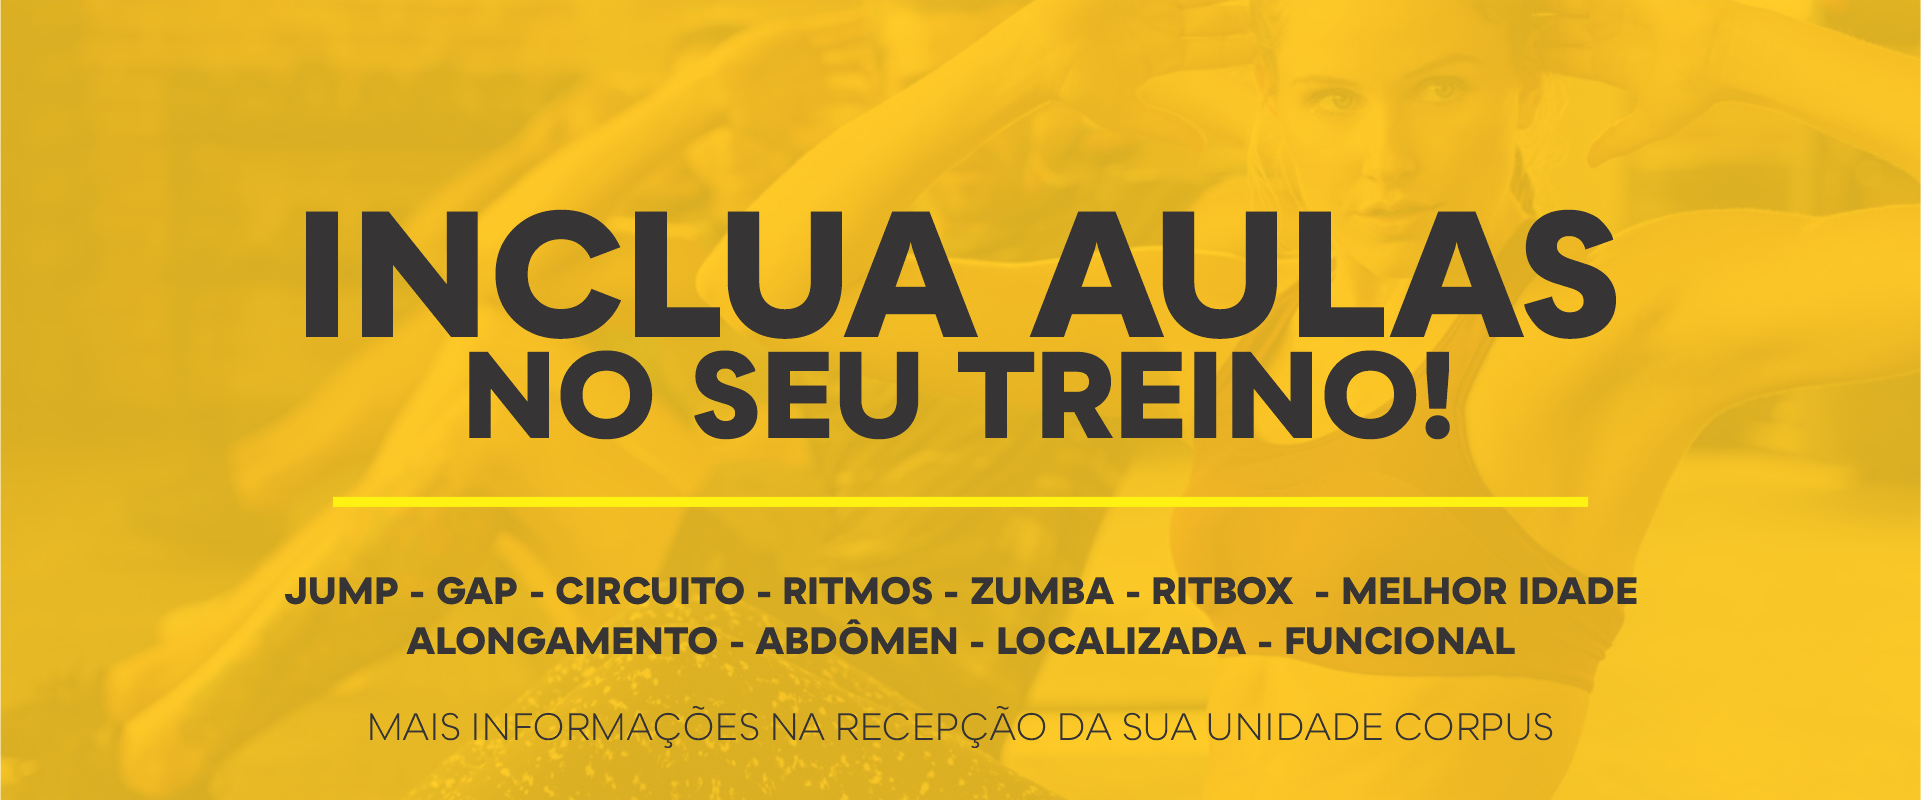 INCLUA AULAS
NO SEU TREINO!
JUMP - GAP - CIRCUITO - RITMOS - ZUMBA - RITBOX - MELHOR IDADE
ALONGAMENTO - ABDÔMEN - LOCALIZADA - FUNCIONAL
MAIS INFORMAÇÕES NA RECEPÇÃO DA SUA UNIDADE CORPUS